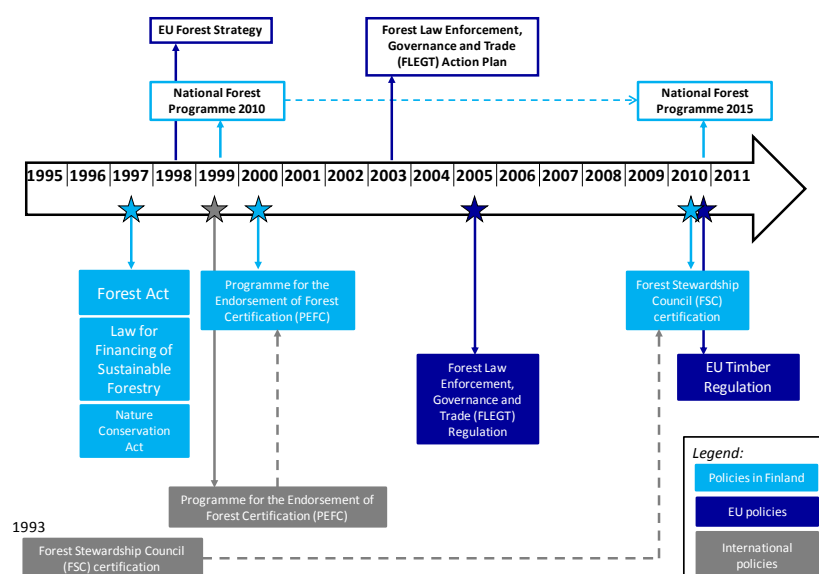 EU Forest Strategy
Forest Law Enforcement,
Governance and Trade
(FLEGT) Action Plan
National Forest
Programme 2010
National Forest
Programme 2015
1995 1996 1997 1998 1999 2000 2001 2002 2003 2004 2005 2006 2007 2008 2009 2010 2011
Forest Act
Law for
Financing of
Sustainable
Forestry
Nature
Conservation
Act
Programme for the
Endorsement of Forest
Certification (PEFC)
Forest Law
Enforcement,
Governance and
Trade (FLEGT)
Regulation
Forest Stewardship
Council (FSC)
certification
EU Timber
Regulation
Programme for the Endorsement of
Forest Certification (PEFC)
1993
Forest Stewardship Council
(FSC) certification
Legend:
Policies in Finland
EU policies
International
policies